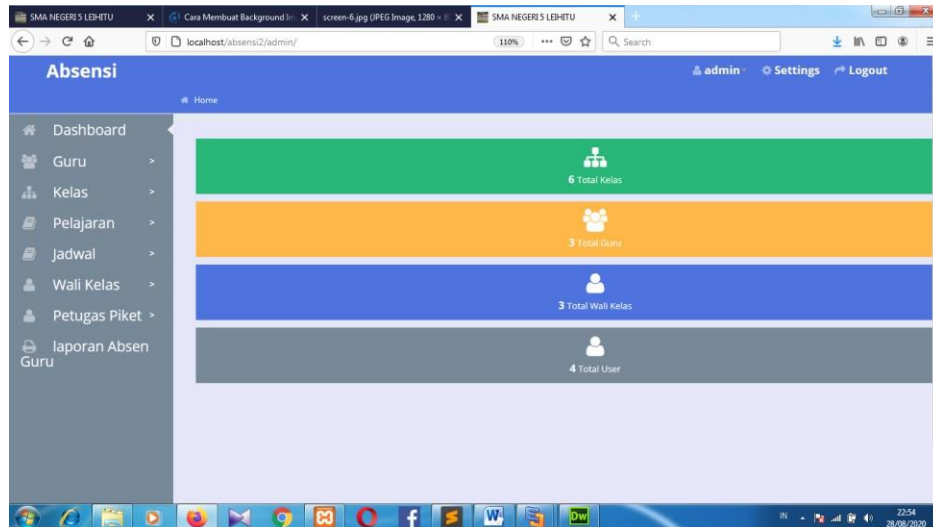 SMA NEGERI 5 LEIHITU
Cara Membuat Background Im
screen-6.jpg (JPEG Image, 1280 × 8
SMA NEGERI 5 LEIHITU
localhost/absensi2/admin/
110%
Search
Absensi
admin
Settings
Logout
Home
Dashboard
Guru >
Kelas >
Pelajaran >
Jadwal >
Wali Kelas >
Petugas Piket >
laporan Absen
Guru
6 Total Kelas
3 Total Guru
3 Total Wali Kelas
4 Total User
IN
22:54
28/08/2020